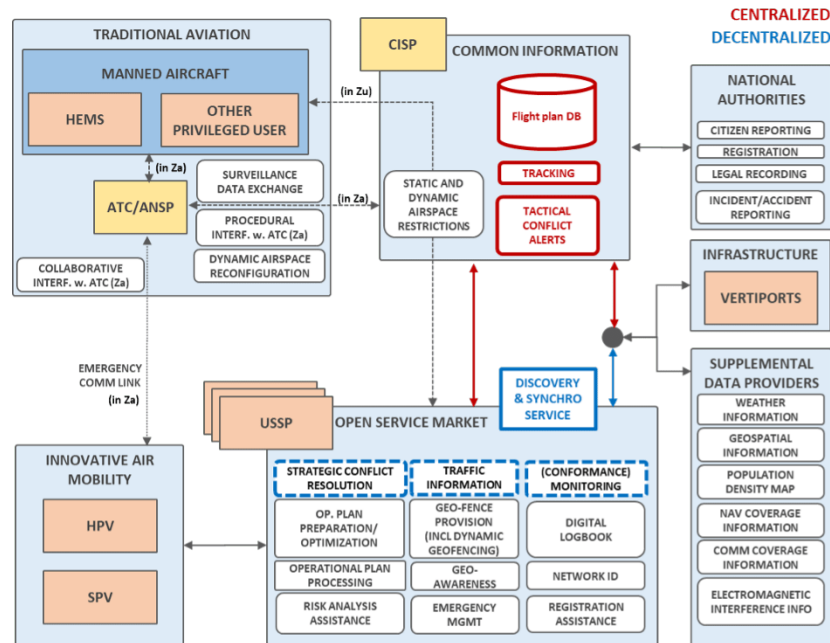 CENTRALIZED
DECENTRALIZED
TRADITIONAL AVIATION
MANNED AIRCRAFT
HEMS
OTHER
PRIVILEGED USER
(in Za)
ATC/ANSP
SURVEILLANCE
DATA EXCHANGE
PROCEDURAL
INTERF. w. ATC (Za)
DYNAMIC AIRSPACE
RECONFIGURATION
COLLABORATIVE
INTERF. w. ATC (Za)
(in Zu)
(in Za)
CISP
COMMON INFORMATION
Flight plan DB
TRACKING
TACTICAL
CONFLICT
ALERTS
STATIC AND
DYNAMIC
AIRSPACE
RESTRICTIONS
NATIONAL
AUTHORITIES
CITIZEN REPORTING
REGISTRATION
LEGAL RECORDING
INCIDENT/ACCIDENT
REPORTING
INFRASTRUCTURE
VERTIPORTS
SUPPLEMENTAL
DATA PROVIDERS
WEATHER
INFORMATION
GEOSPATIAL
INFORMATION
POPULATION
DENSITY MAP
NAV COVERAGE
INFORMATION
COMM COVERAGE
INFORMATION
ELECTROMAGNETIC
INTERFERENCE INFO
EMERGENCY
COMM LINK
(in Za)
INNOVATIVE AIR
MOBILITY
HPV
SPV
USSP
OPEN SERVICE MARKET
DISCOVERY
& SYNCHRO
SERVICE
STRATEGIC CONFLICT
RESOLUTION
OP. PLAN
PREPARATION/
OPTIMIZATION
OPERATIONAL PLAN
PROCESSING
RISK ANALYSIS
ASSISTANCE
TRAFFIC
INFORMATION
GEO-FENCE
PROVISION
(INCL DYNAMIC
GEOFENCING)
GEO-
AWARENESS
EMERGENCY
MGMT
(CONFORMANCE)
MONITORING
DIGITAL
LOGBOOK
NETWORK ID
REGISTRATION
ASSISTANCE